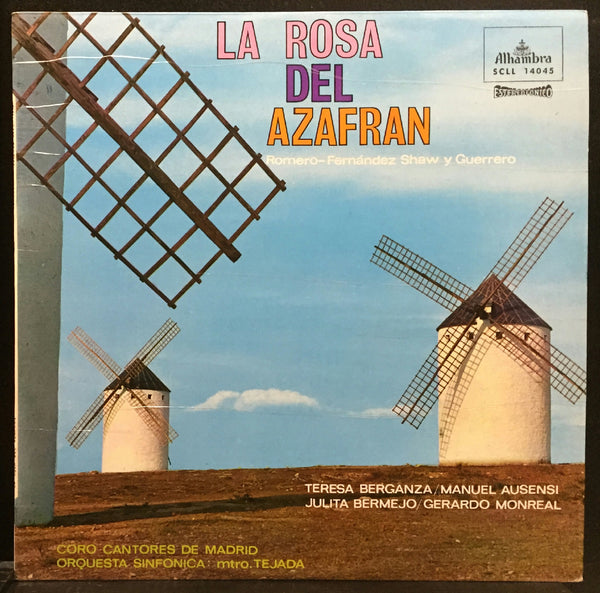 LA ROSA
DEL
AZAFRAN
Romero-Fernández Shaw y Guerrero
Alhambra
SCLL 14045
ESTEREOFONICO
TERESA BERGANZA/MANUEL AUSENSI
JULITA BERMEJO/GERARDO MONREAL
CORO CANTORES DE MADRID
ORQUESTA SINFONICA: mtro. TEJADA